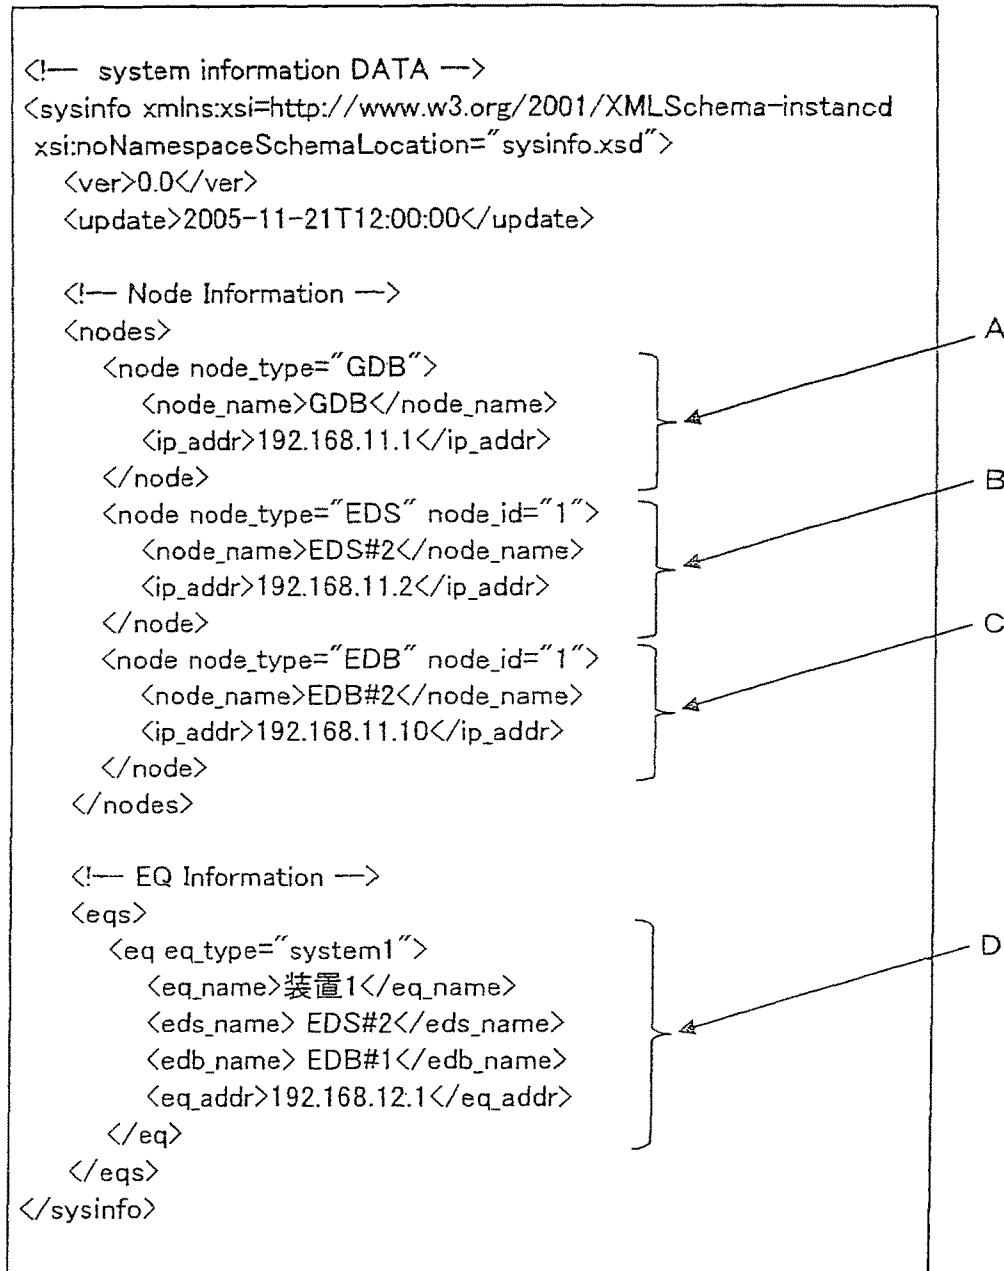 <!— system information DATA —>
<sysinfo xmlns:xsi=http://www.w3.org/2001/XMLSchema-instancd
xsi:noNamespaceSchemaLocation="sysinfo.xsd">
<ver>0.0</ver>
<update>2005-11-21T12:00:00</update>
<!— Node Information —>
<nodes>
<node node_type="GDB">
<node_name>GDB</node_name>
<ip_addr>192.168.11.1</ip_addr>
</node>
A
<node node_type="EDS" node_id="1">
<node_name>EDS#2</node_name>
<ip_addr>192.168.11.2</ip_addr>
</node>
B
<node node_type="EDB" node_id="1">
<node_name>EDB#2</node_name>
<ip_addr>192.168.11.10</ip_addr>
</node>
C
</nodes>
<!— EQ Information —>
<eqs>
<eq eq_type="system1">
<eq_name>装置1</eq_name>
<eds_name> EDS#2</eds_name>
<edb_name> EDB#1</edb_name>
<eq_addr>192.168.12.1</eq_addr>
</eq>
D
</eqs>
</sysinfo>